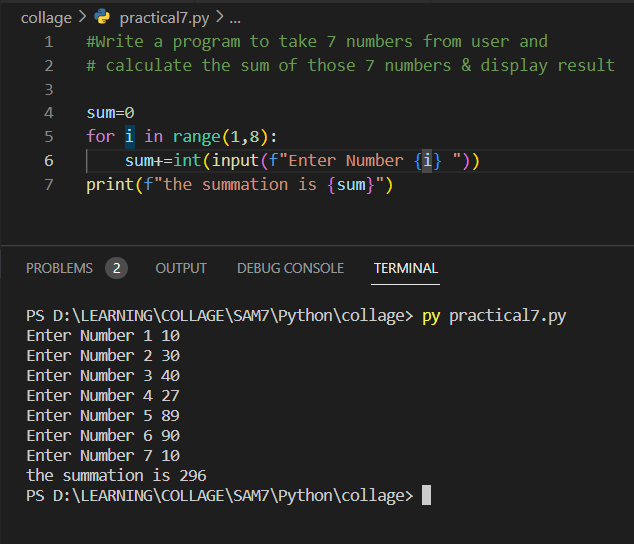 collage > practical7.py > ...
1 #Write a program to take 7 numbers from user and
2 # calculate the sum of those 7 numbers & display result
3
4 sum=0
5 for i in range(1,8):
6     sum+=int(input(f"Enter Number {i} "))
7 print(f"the summation is {sum}")
PROBLEMS 2 OUTPUT DEBUG CONSOLE TERMINAL
PS D:\LEARNING\COLLAGE\SAM7\Python\collage> py practical7.py
Enter Number 1 10
Enter Number 2 30
Enter Number 3 40
Enter Number 4 27
Enter Number 5 89
Enter Number 6 90
Enter Number 7 10
the summation is 296
PS D:\LEARNING\COLLAGE\SAM7\Python\collage>